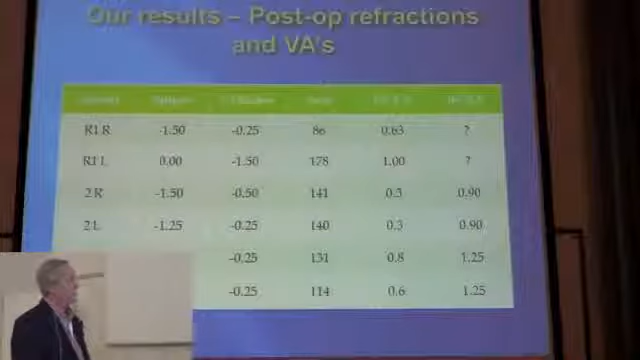 Our results – Post-op refractions
and VA's
R1 R -1.50 -0.25 86 0.63 ?
R1 L 0.00 -1.50 178 1.00 ?
2 R -1.50 -0.50 141 0.3 0.90
2 L -1.25 -0.25 140 0.3 0.90
-0.25 131 0.8 1.25
-0.25 114 0.6 1.25